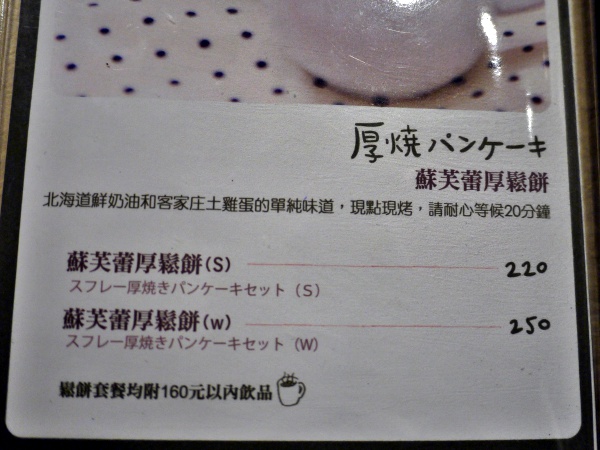 厚焼パンケーキ
蘇芙蕾厚鬆餅
北海道鮮奶油和客家庄土雞蛋的單純味道，現點現烤，請耐心等候20分鐘
蘇芙蕾厚鬆餅(S) 220
スフレー厚焼きパンケーキセット（S）
蘇芙蕾厚鬆餅(w) 250
スフレー厚焼きパンケーキセット（W）
鬆餅套餐均附160元以內飲品